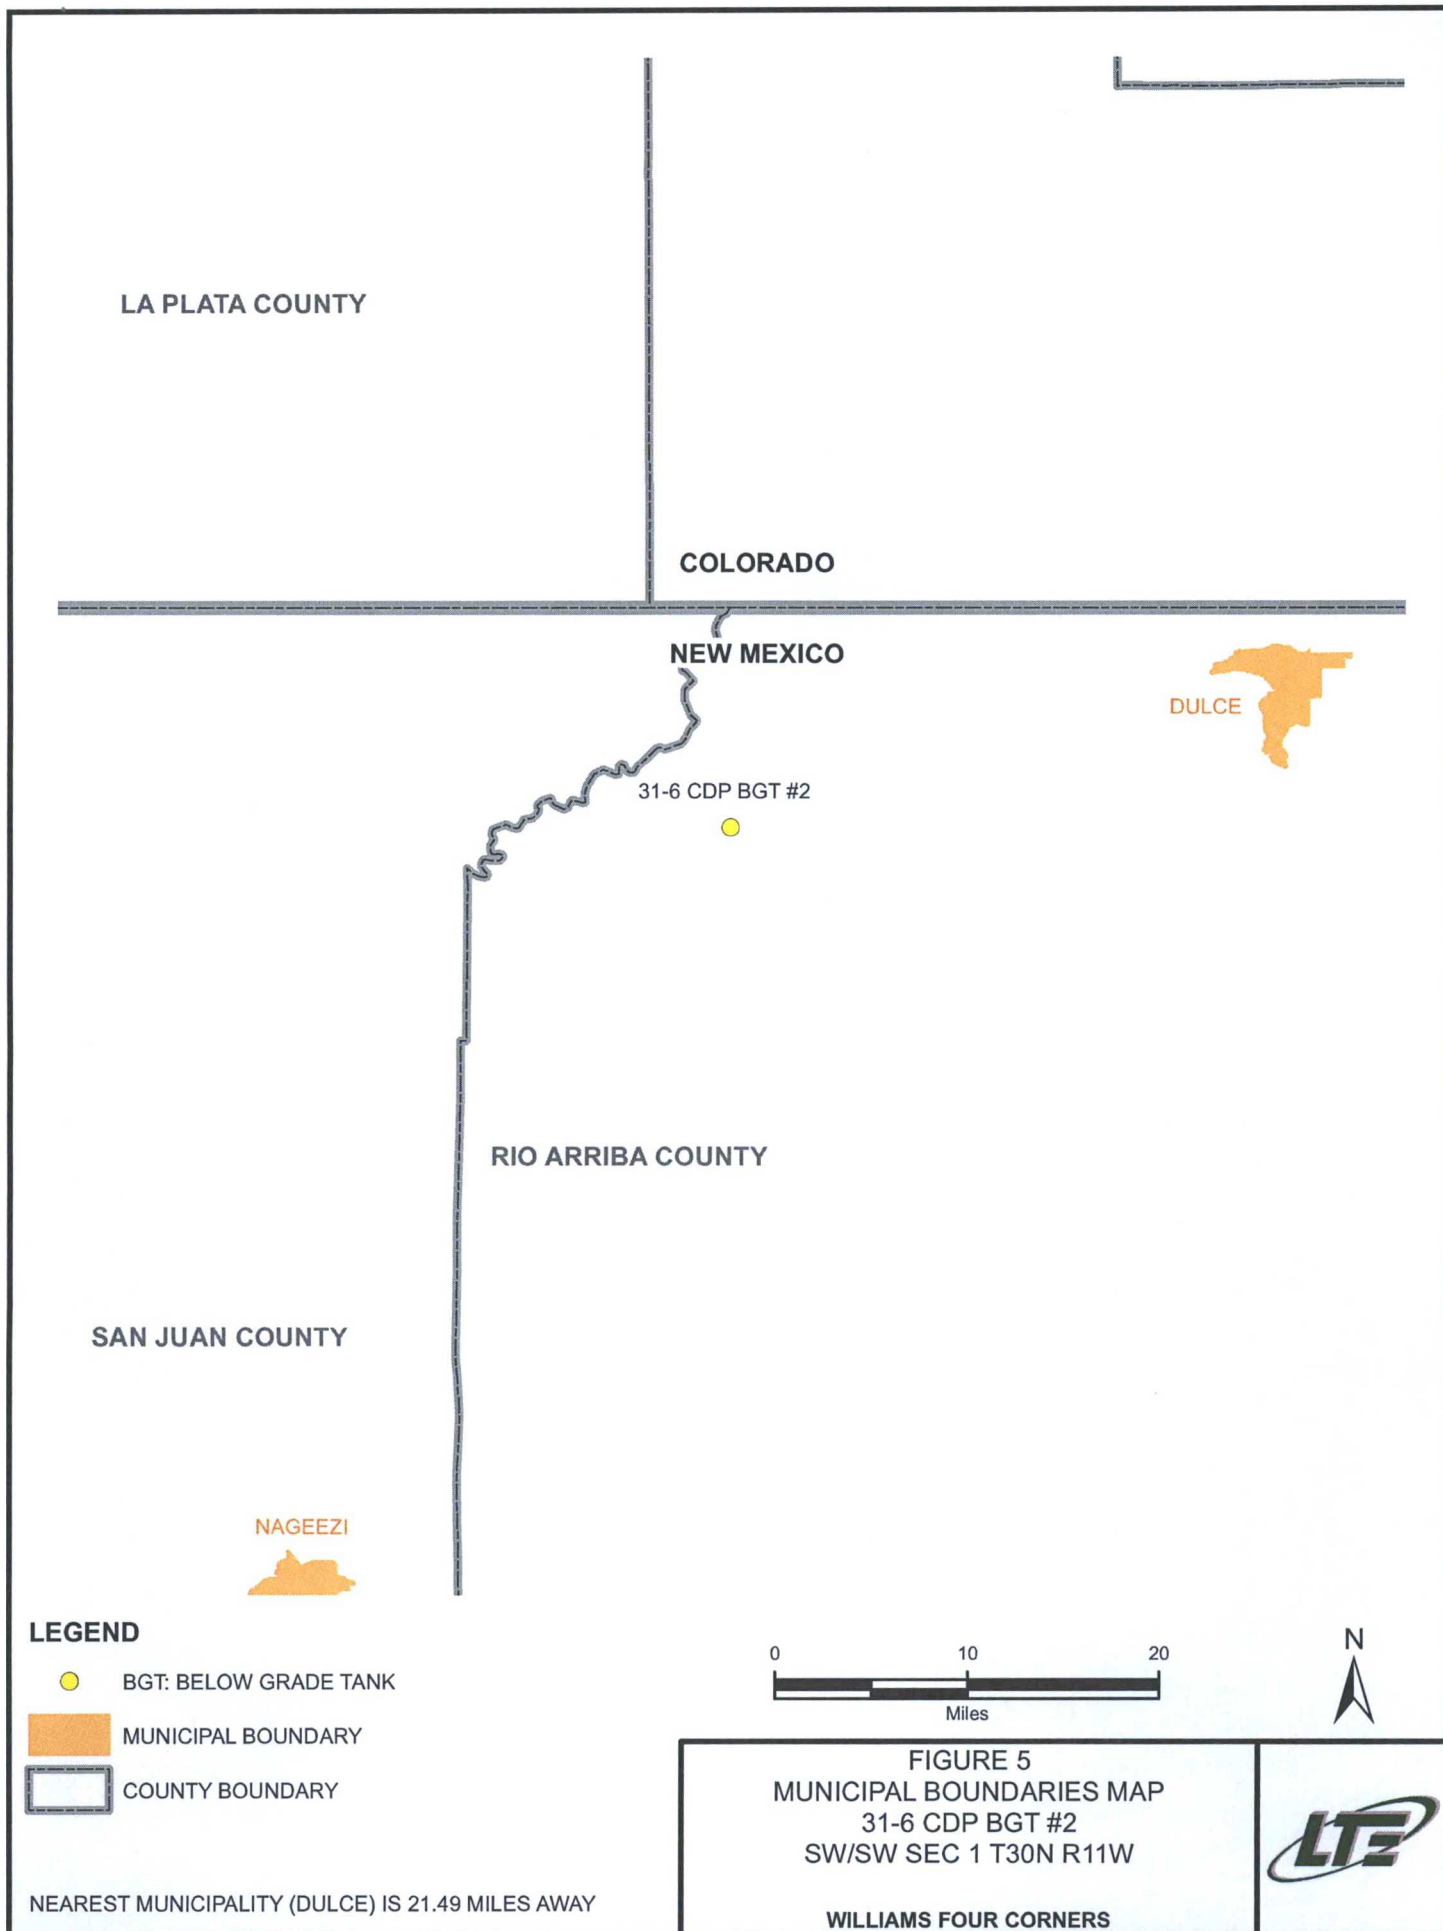 LA PLATA COUNTY
COLORADO
NEW MEXICO
DULCE
31-6 CDP BGT #2
RIO ARRIBA COUNTY
SAN JUAN COUNTY
NAGEEZI
LEGEND
BGT: BELOW GRADE TANK
MUNICIPAL BOUNDARY
COUNTY BOUNDARY
NEAREST MUNICIPALITY (DULCE) IS 21.49 MILES AWAY
0 10 20
Miles
N
FIGURE 5
MUNICIPAL BOUNDARIES MAP
31-6 CDP BGT #2
SW/SW SEC 1 T30N R11W
WILLIAMS FOUR CORNERS
LTE